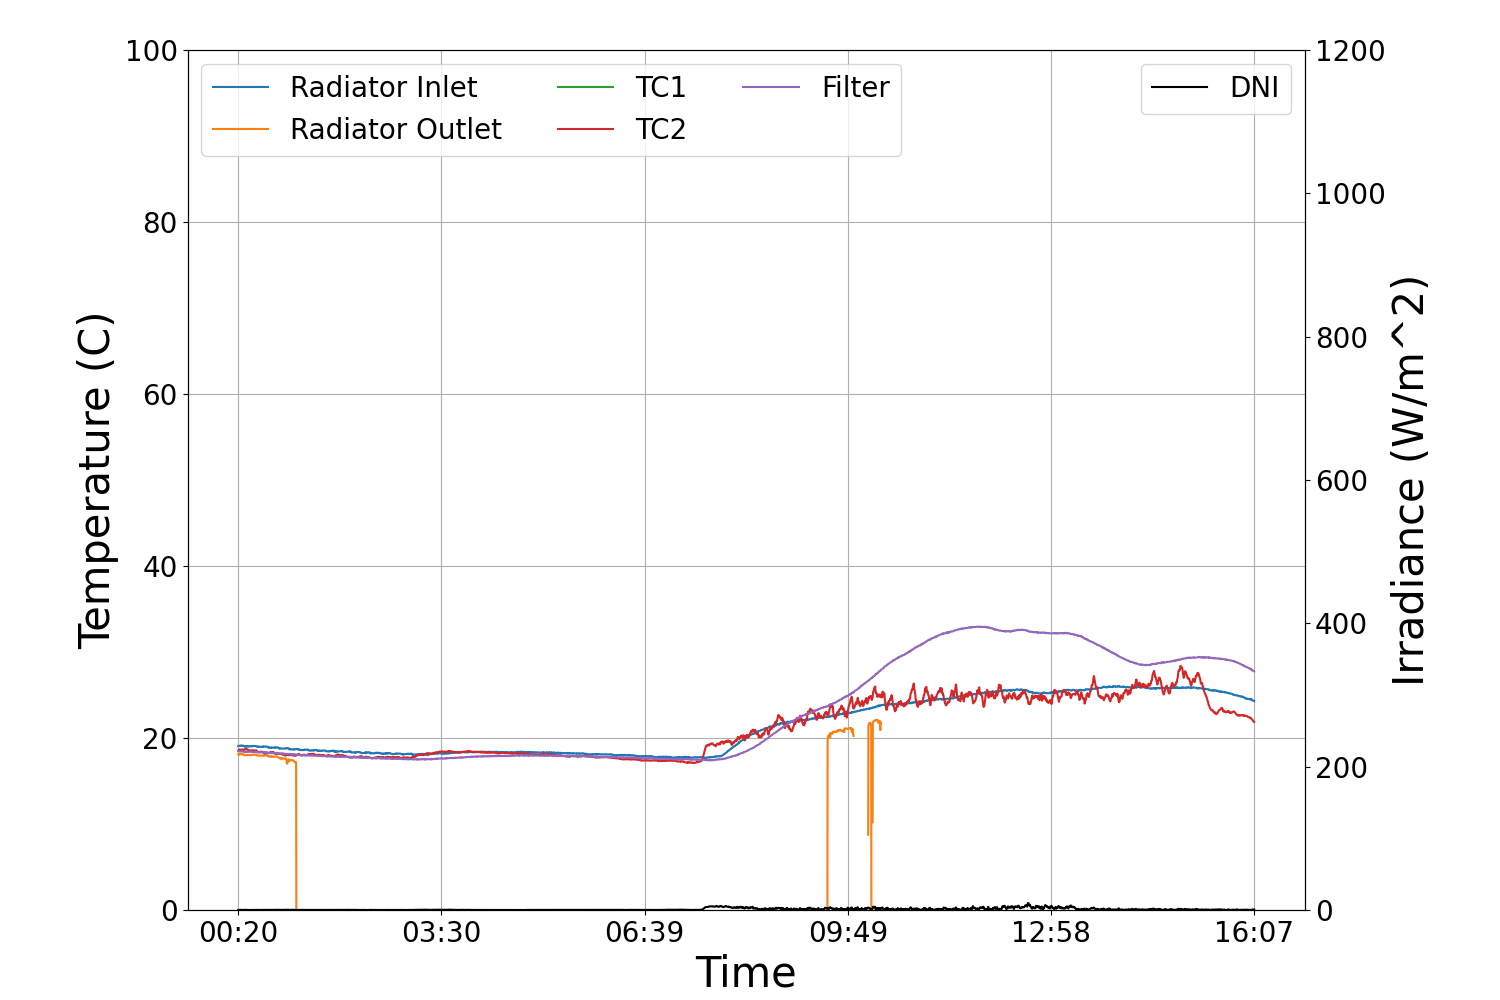 100
80
60
40
20
0
Temperature (C)
Radiator Inlet
Radiator Outlet
TC1
TC2
Filter
DNI
1200
1000
800
600
400
200
0
Irradiance (W/m^2)
00:20 03:30 06:39 09:49 12:58 16:07
Time